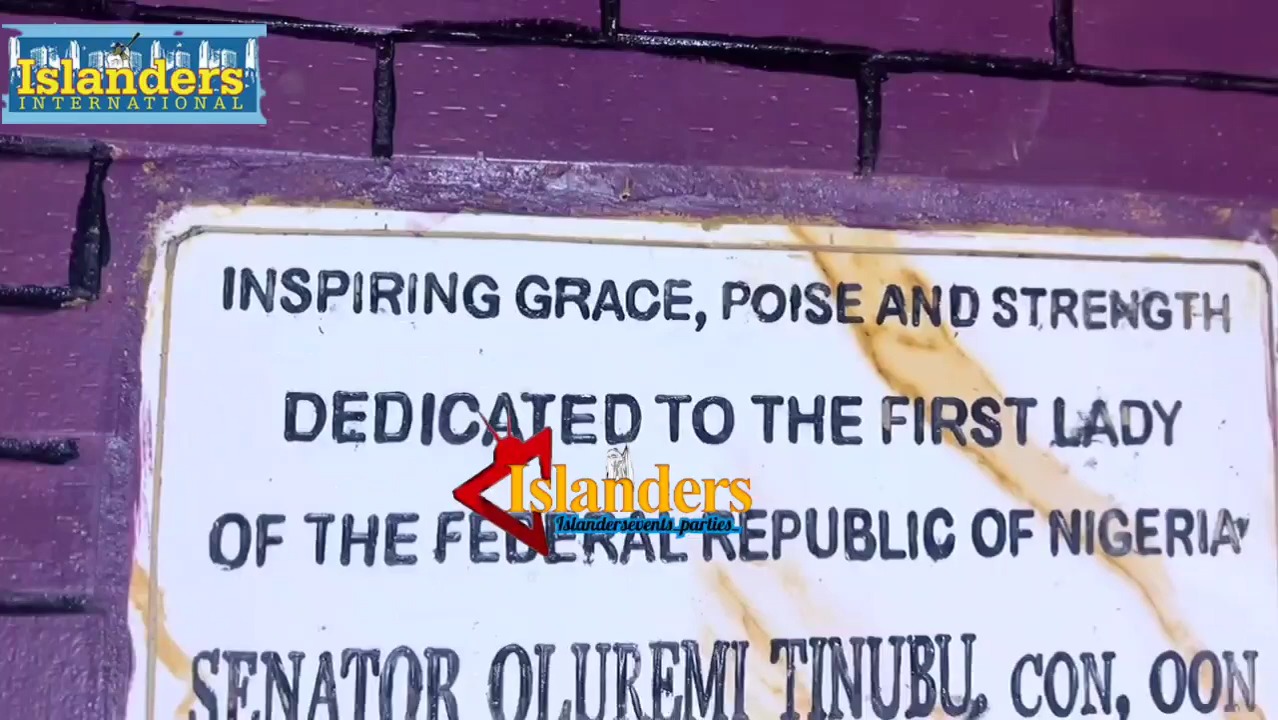 Islanders
INTERNATIONAL
INSPIRING GRACE, POISE AND STRENGTH
DEDICATED TO THE FIRST LADY
Islanders
Islandersevents_parties_
OF THE FEDERAL REPUBLIC OF NIGERIA
SENATOR OLUREMI TINUBU, CON, OON